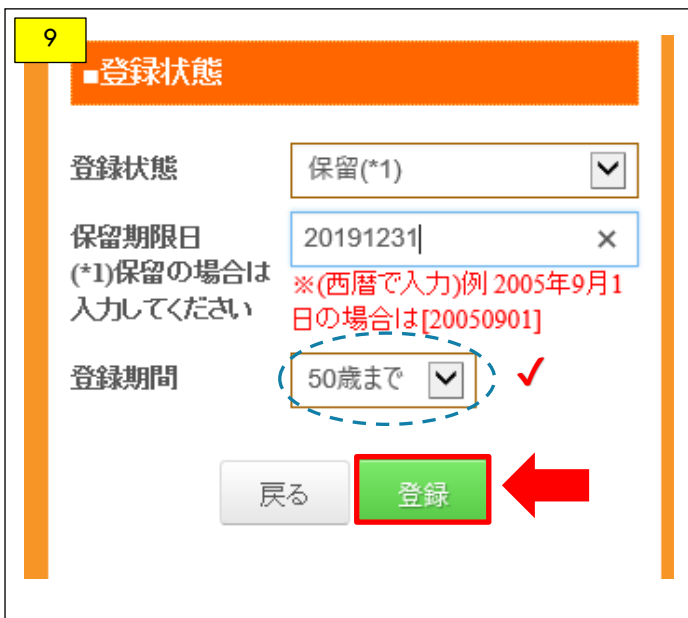 9
■登録状態
登録状態
保留(*1)
保留期限日
(*1)保留の場合は
入力してください
20191231
※(西暦で入力)例 2005年9月1
日の場合は[20050901]
登録期間
50歳まで
戻る
登録